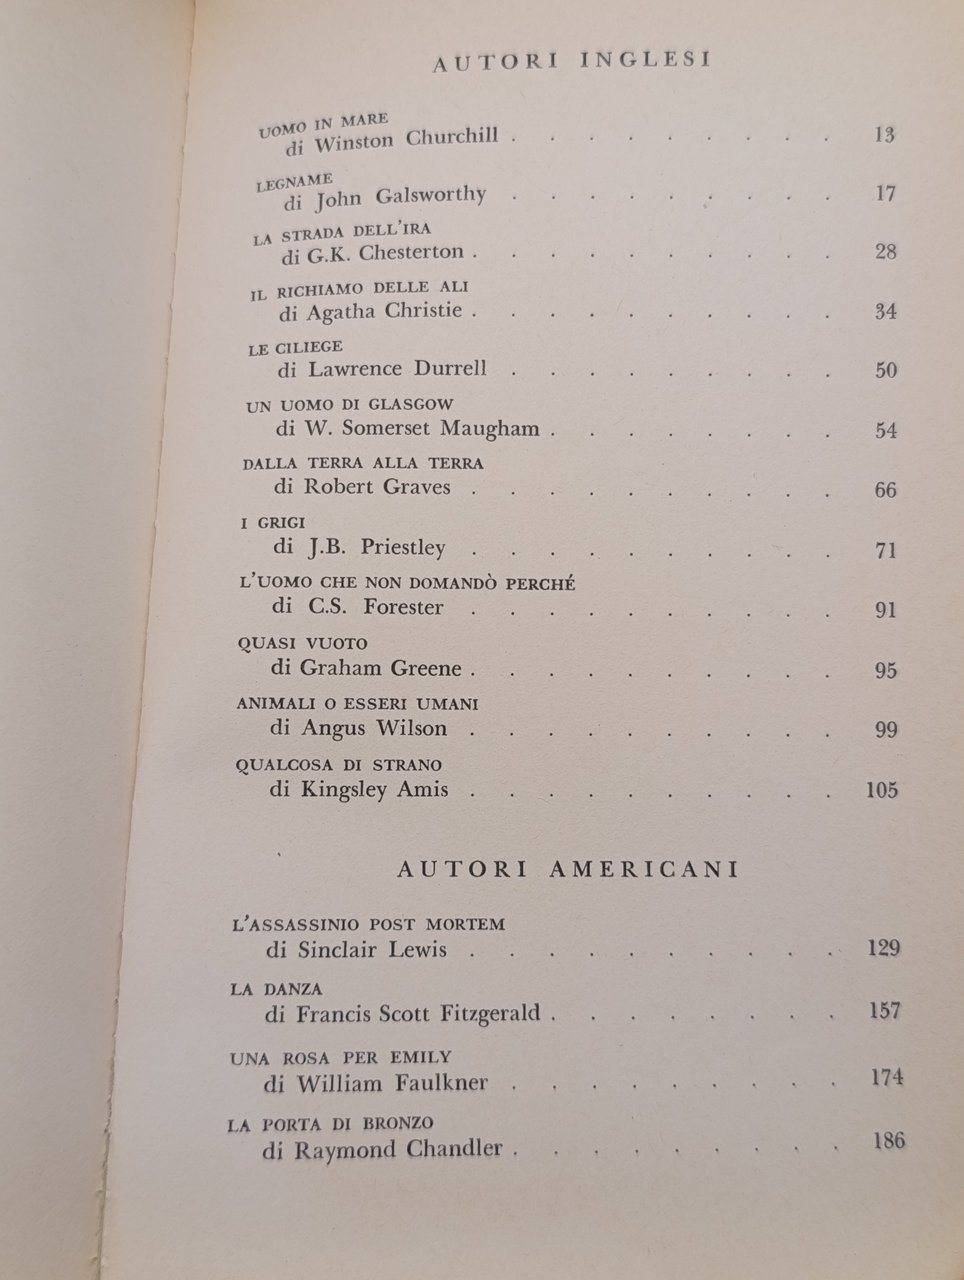 AUTORI INGLESI
UOMO IN MARE
di Winston Churchill . . . . . . . . . 13
LEGNAME
di John Galsworthy . . . . . . . . . 17
LA STRADA DELL'IRA
di G.K. Chesterton . . . . . . . . . . 28
IL RICHIAMO DELLE ALI
di Agatha Christie . . . . . . . . . . 34
LE CILIEGE
di Lawrence Durrell . . . . . . . . . 50
UN UOMO DI GLASGOW
di W. Somerset Maugham . . . . . . . . 54
DALLA TERRA ALLA TERRA
di Robert Graves . . . . . . . . . . 66
I GRIGI
di J.B. Priestley . . . . . . . . . . 71
L'UOMO CHE NON DOMANDÒ PERCHÉ
di C.S. Forester . . . . . . . . . . 91
QUASI VUOTO
di Graham Greene . . . . . . . . . . 95
ANIMALI O ESSERI UMANI
di Angus Wilson . . . . . . . . . . 99
QUALCOSA DI STRANO
di Kingsley Amis . . . . . . . . . . 105
AUTORI AMERICANI
L'ASSASSINIO POST MORTEM
di Sinclair Lewis . . . . . . . . . . 129
LA DANZA
di Francis Scott Fitzgerald . . . . . . . . 157
UNA ROSA PER EMILY
di William Faulkner . . . . . . . . . 174
LA PORTA DI BRONZO
di Raymond Chandler . . . . . . . . . 186